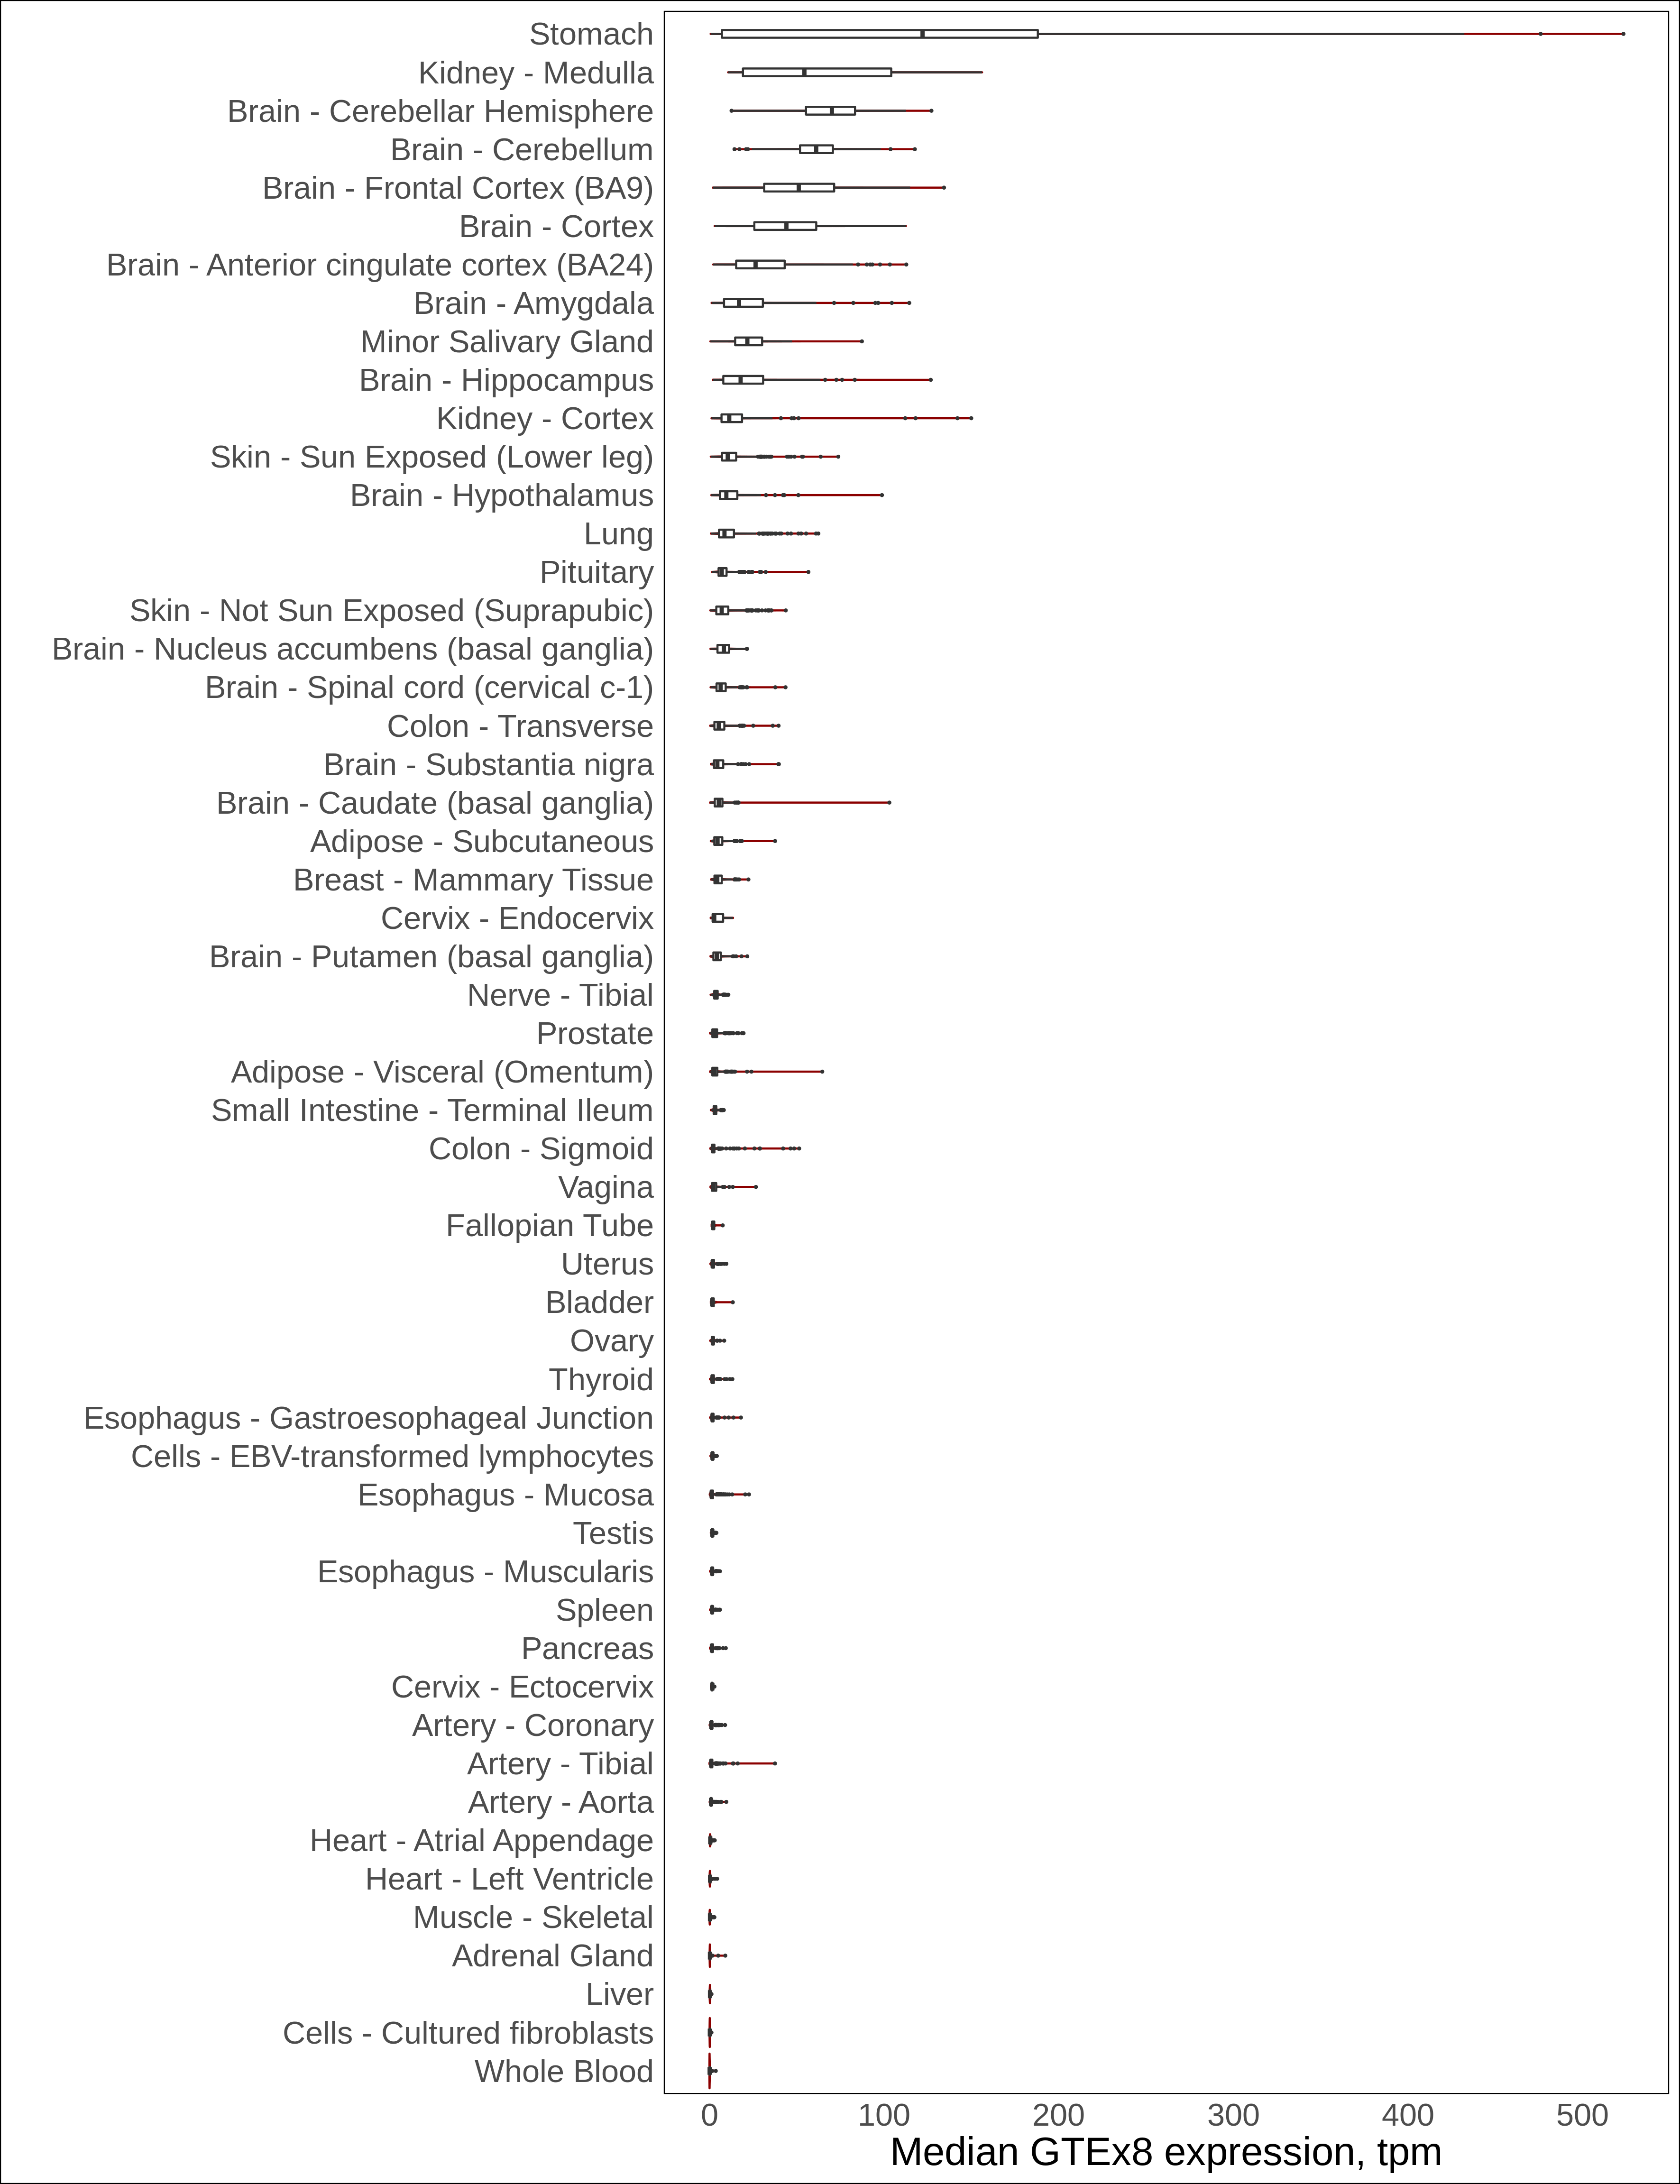 Stomach
Kidney - Medulla
Brain - Cerebellar Hemisphere
Brain - Cerebellum
Brain - Frontal Cortex (BA9)
Brain - Cortex
Brain - Anterior cingulate cortex (BA24)
Brain - Amygdala
Minor Salivary Gland
Brain - Hippocampus
Kidney - Cortex
Skin - Sun Exposed (Lower leg)
Brain - Hypothalamus
Lung
Pituitary
Skin - Not Sun Exposed (Suprapubic)
Brain - Nucleus accumbens (basal ganglia)
Brain - Spinal cord (cervical c-1)
Colon - Transverse
Brain - Substantia nigra
Brain - Caudate (basal ganglia)
Adipose - Subcutaneous
Breast - Mammary Tissue
Cervix - Endocervix
Brain - Putamen (basal ganglia)
Nerve - Tibial
Prostate
Adipose - Visceral (Omentum)
Small Intestine - Terminal Ileum
Colon - Sigmoid
Vagina
Fallopian Tube
Uterus
Bladder
Ovary
Thyroid
Esophagus - Gastroesophageal Junction
Cells - EBV-transformed lymphocytes
Esophagus - Mucosa
Testis
Esophagus - Muscularis
Spleen
Pancreas
Cervix - Ectocervix
Artery - Coronary
Artery - Tibial
Artery - Aorta
Heart - Atrial Appendage
Heart - Left Ventricle
Muscle - Skeletal
Adrenal Gland
Liver
Cells - Cultured fibroblasts
Whole Blood
0 100 200 300 400 500
Median GTEx8 expression, tpm